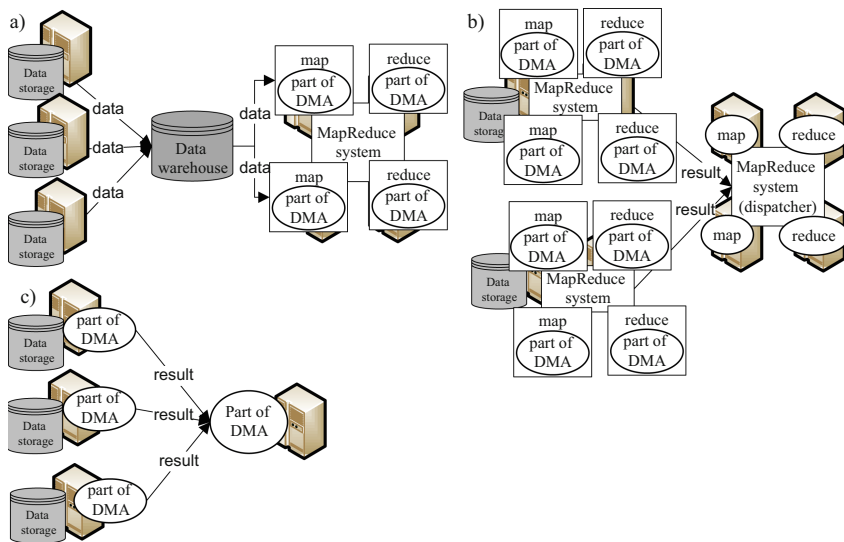 a)
Data
storage
Data
storage
Data
storage
data
data
data
Data
warehouse
data
data
map
part of
DMA
reduce
part of
DMA
MapReduce
system
map
part of
DMA
reduce
part of
DMA
b)
Data
storage
map
part of
DMA
reduce
part of
DMA
MapReduce
system
map
part of
DMA
reduce
part of
DMA
result
Data
storage
map
part of
DMA
reduce
part of
DMA
MapReduce
system
map
part of
DMA
reduce
part of
DMA
result
map
reduce
MapReduce
system
(dispatcher)
map
reduce
c)
Data
storage
part of
DMA
result
Data
storage
part of
DMA
result
Data
storage
part of
DMA
result
Part of
DMA